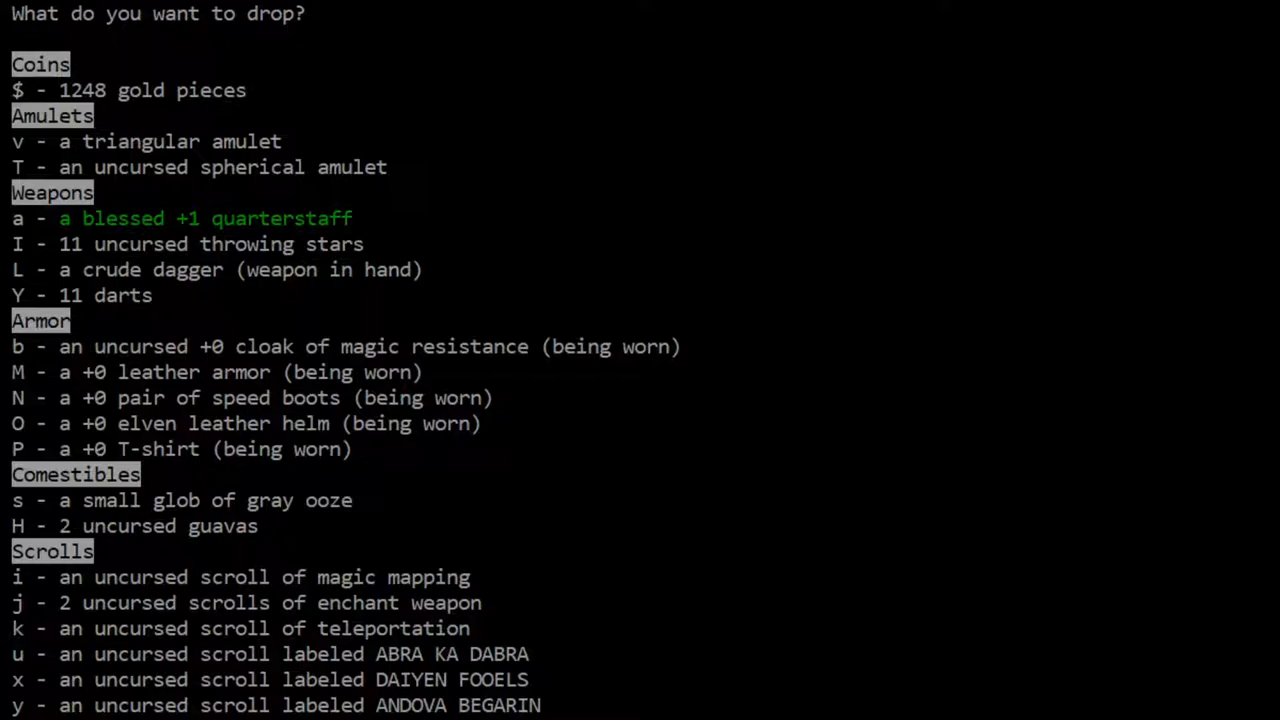 What do you want to drop?
Coins
$ - 1248 gold pieces
Amulets
v - a triangular amulet
T - an uncursed spherical amulet
Weapons
a - a blessed +1 quarterstaff
I - 11 uncursed throwing stars
L - a crude dagger (weapon in hand)
Y - 11 darts
Armor
b - an uncursed +0 cloak of magic resistance (being worn)
M - a +0 leather armor (being worn)
N - a +0 pair of speed boots (being worn)
O - a +0 elven leather helm (being worn)
P - a +0 T-shirt (being worn)
Comestibles
s - a small glob of gray ooze
H - 2 uncursed guavas
Scrolls
i - an uncursed scroll of magic mapping
j - 2 uncursed scrolls of enchant weapon
k - an uncursed scroll of teleportation
u - an uncursed scroll labeled ABRA KA DABRA
x - an uncursed scroll labeled DAIYEN FOOELS
y - an uncursed scroll labeled ANDOVA BEGARIN